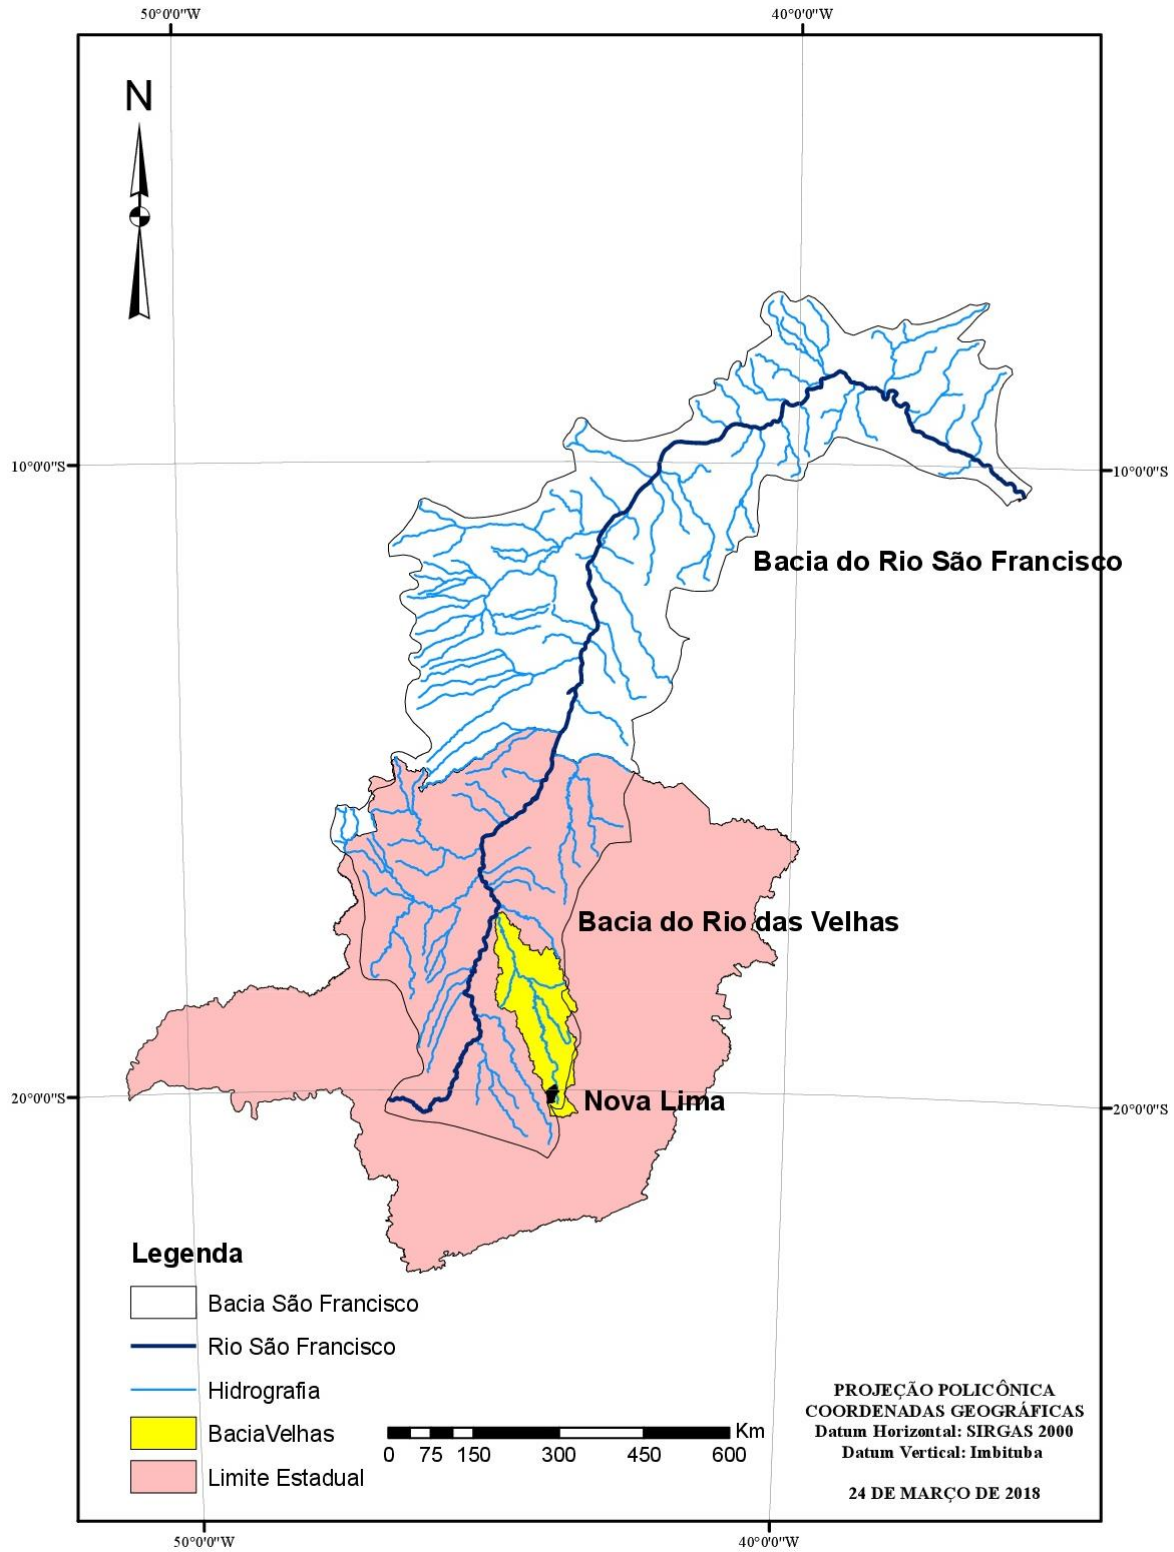 50°0'0"W
40°0'0"W
N
10°0'0"S
10°0'0"S
Bacia do Rio São Francisco
Bacia do Rio das Velhas
20°0'0"S
Nova Lima
20°0'0"S
Legenda
Bacia São Francisco
Rio São Francisco
Hidrografia
BaciaVelhas
Limite Estadual
Km
0 75 150 300 450 600
PROJEÇÃO POLICÔNICA
COORDENADAS GEOGRÁFICAS
Datum Horizontal: SIRGAS 2000
Datum Vertical: Imbituba
24 DE MARÇO DE 2018
50°0'0"W
40°0'0"W